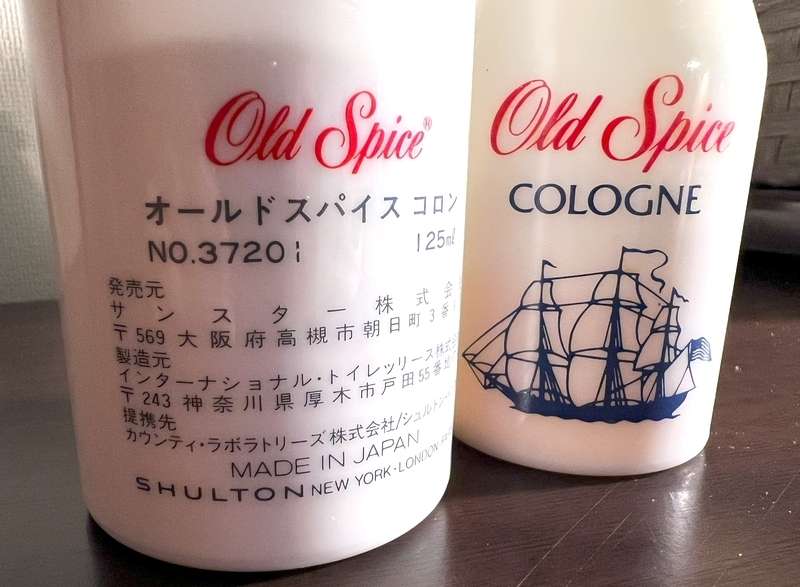 Old Spice®
オールドスパイス コロン
NO.3720 125ml
発売元
サンスター株式会
〒569 大阪府高槻市朝日町3番
製造元
インターナショナル・トイレッリース株式
〒243 神奈川県厚木市戸田55番地
提携先
カウンティ・ラボラトリーズ株式会社/シュルトン
MADE IN JAPAN
SHULTON NEW YORK・LONDON
Old Spice
COLOGNE